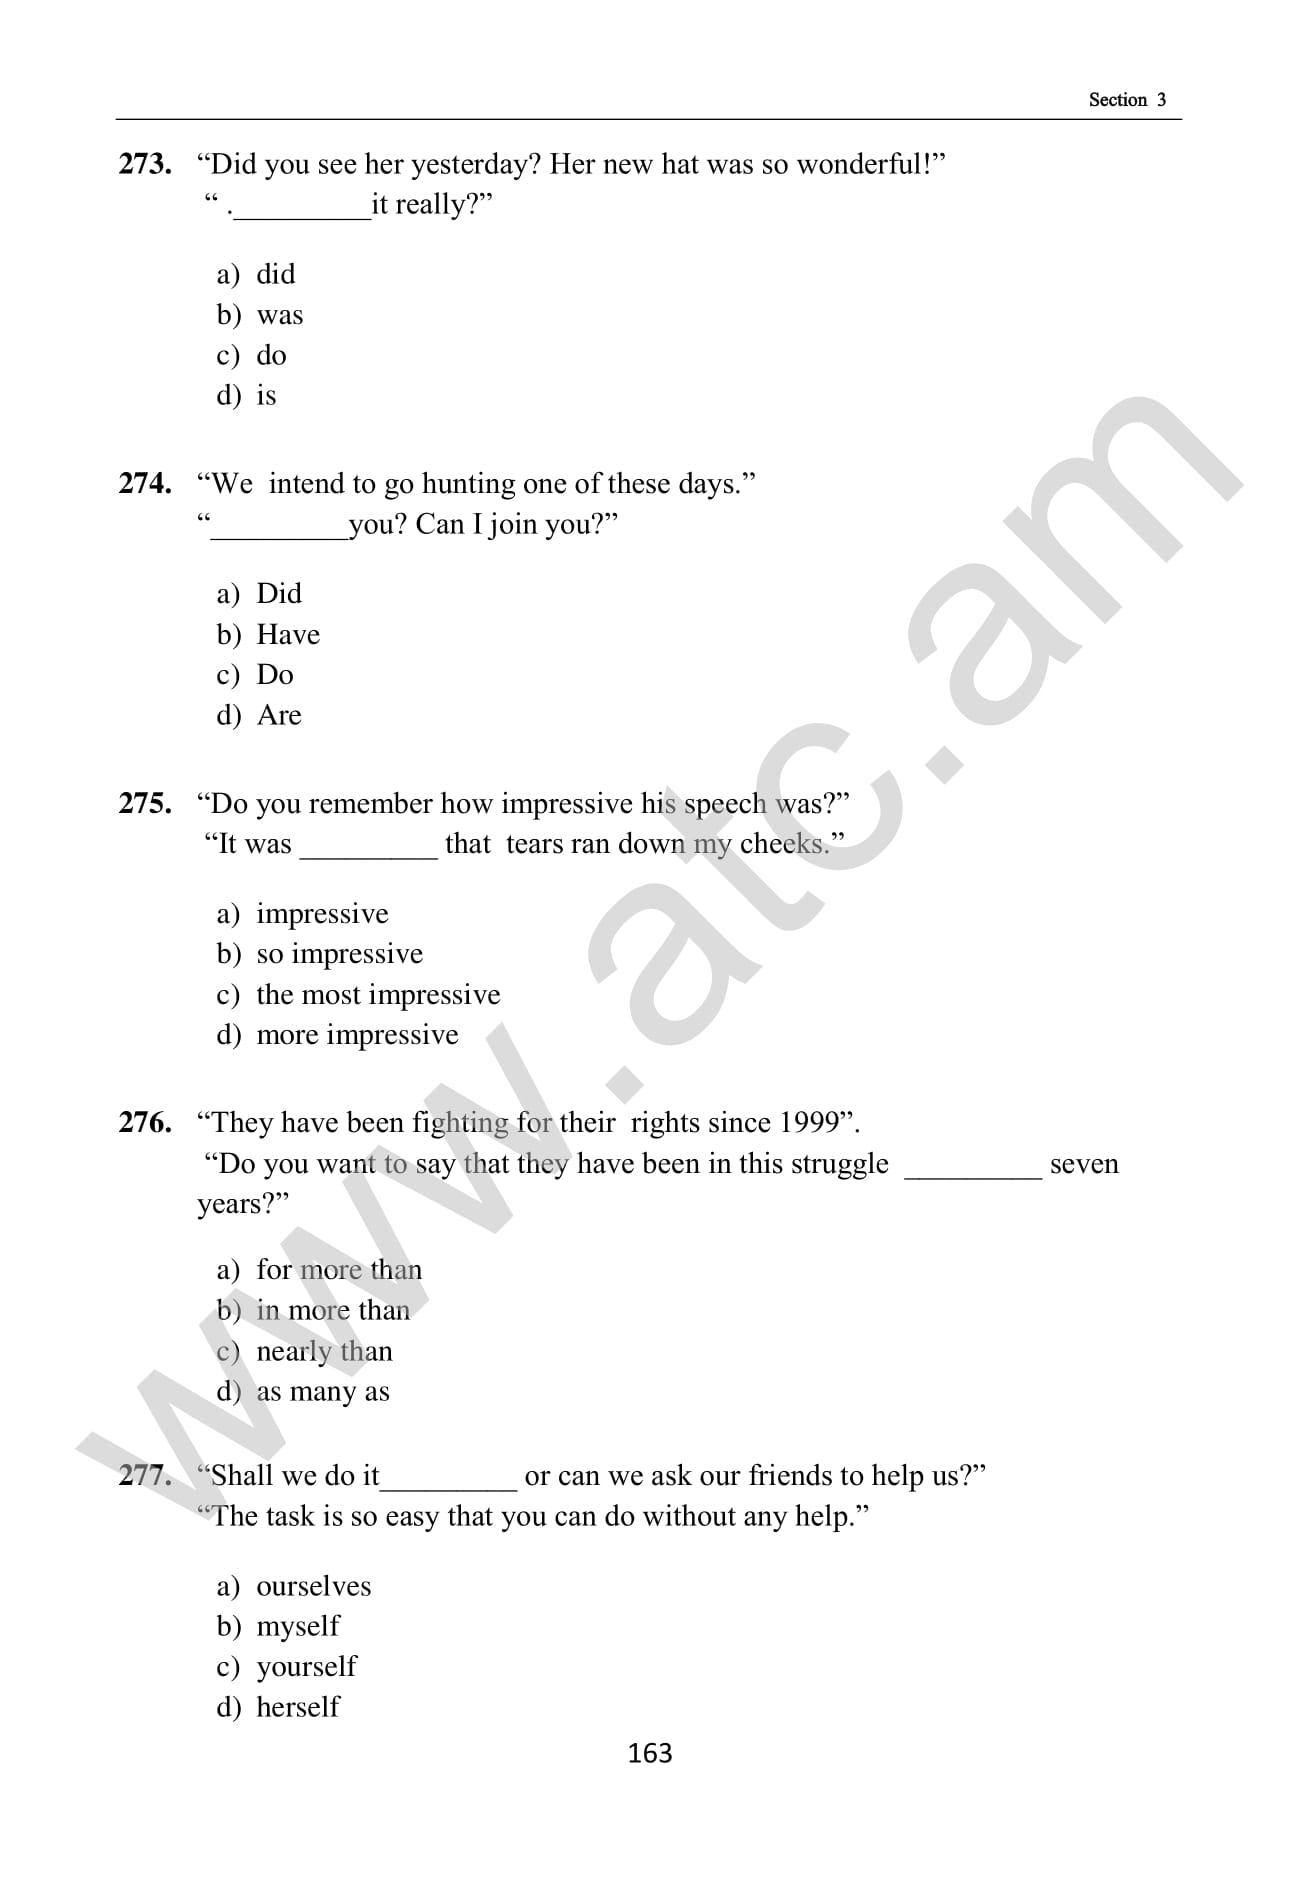 Section 3
273. “Did you see her yesterday? Her new hat was so wonderful!”
“ ._________it really?”
a) did
b) was
c) do
d) is
274. “We intend to go hunting one of these days.”
“_________you? Can I join you?”
a) Did
b) Have
c) Do
d) Are
275. “Do you remember how impressive his speech was?”
“It was _________ that tears ran down my cheeks.”
a) impressive
b) so impressive
c) the most impressive
d) more impressive
276. “They have been fighting for their rights since 1999”.
“Do you want to say that they have been in this struggle _________ seven
years?”
a) for more than
b) in more than
c) nearly than
d) as many as
277. “Shall we do it_________ or can we ask our friends to help us?”
“The task is so easy that you can do without any help.”
a) ourselves
b) myself
c) yourself
d) herself
163
www.atc.am